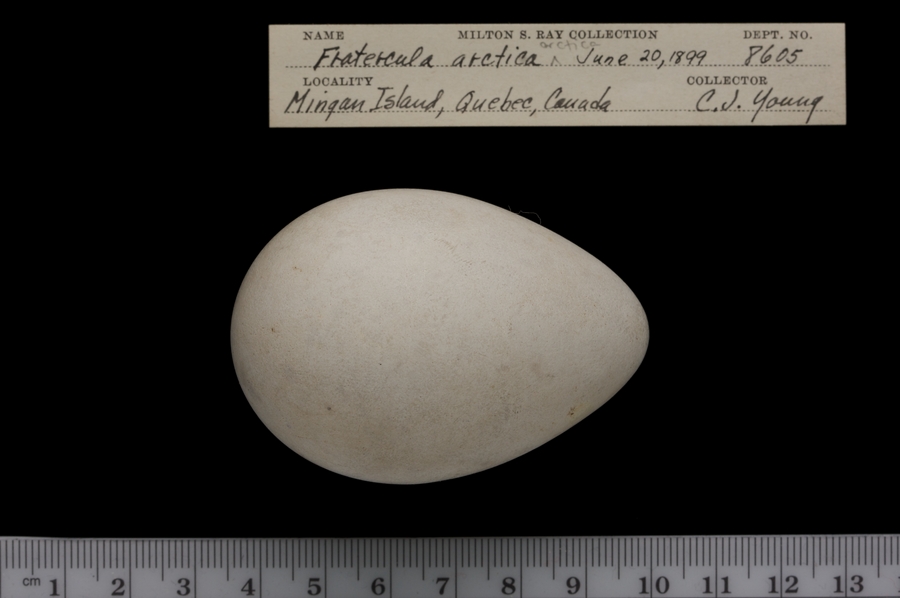 NAME MILTON S. RAY COLLECTION DEPT. NO.
arctica
Fratercula arctica ^ June 20, 1899 8605
LOCALITY COLLECTOR
Mingan Island, Quebec, Canada C. J. Young
cm 1 2 3 4 5 6 7 8 9 10 11 12 13